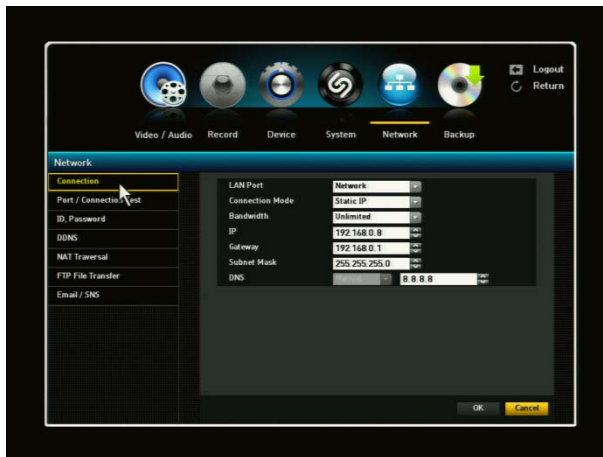 Logout
Return
Video / Audio Record Device System Network Backup
Network
Connection
Port / Connection Test
ID, Password
DDNS
NAT Traversal
FTP File Transfer
Email / SNS
LAN Port Network
Connection Mode Static IP
Bandwidth Unlimited
IP 192.168.0.8
Gateway 192.168.0.1
Subnet Mask 255.255.255.0
DNS Manual 8.8.8.8
OK Cancel